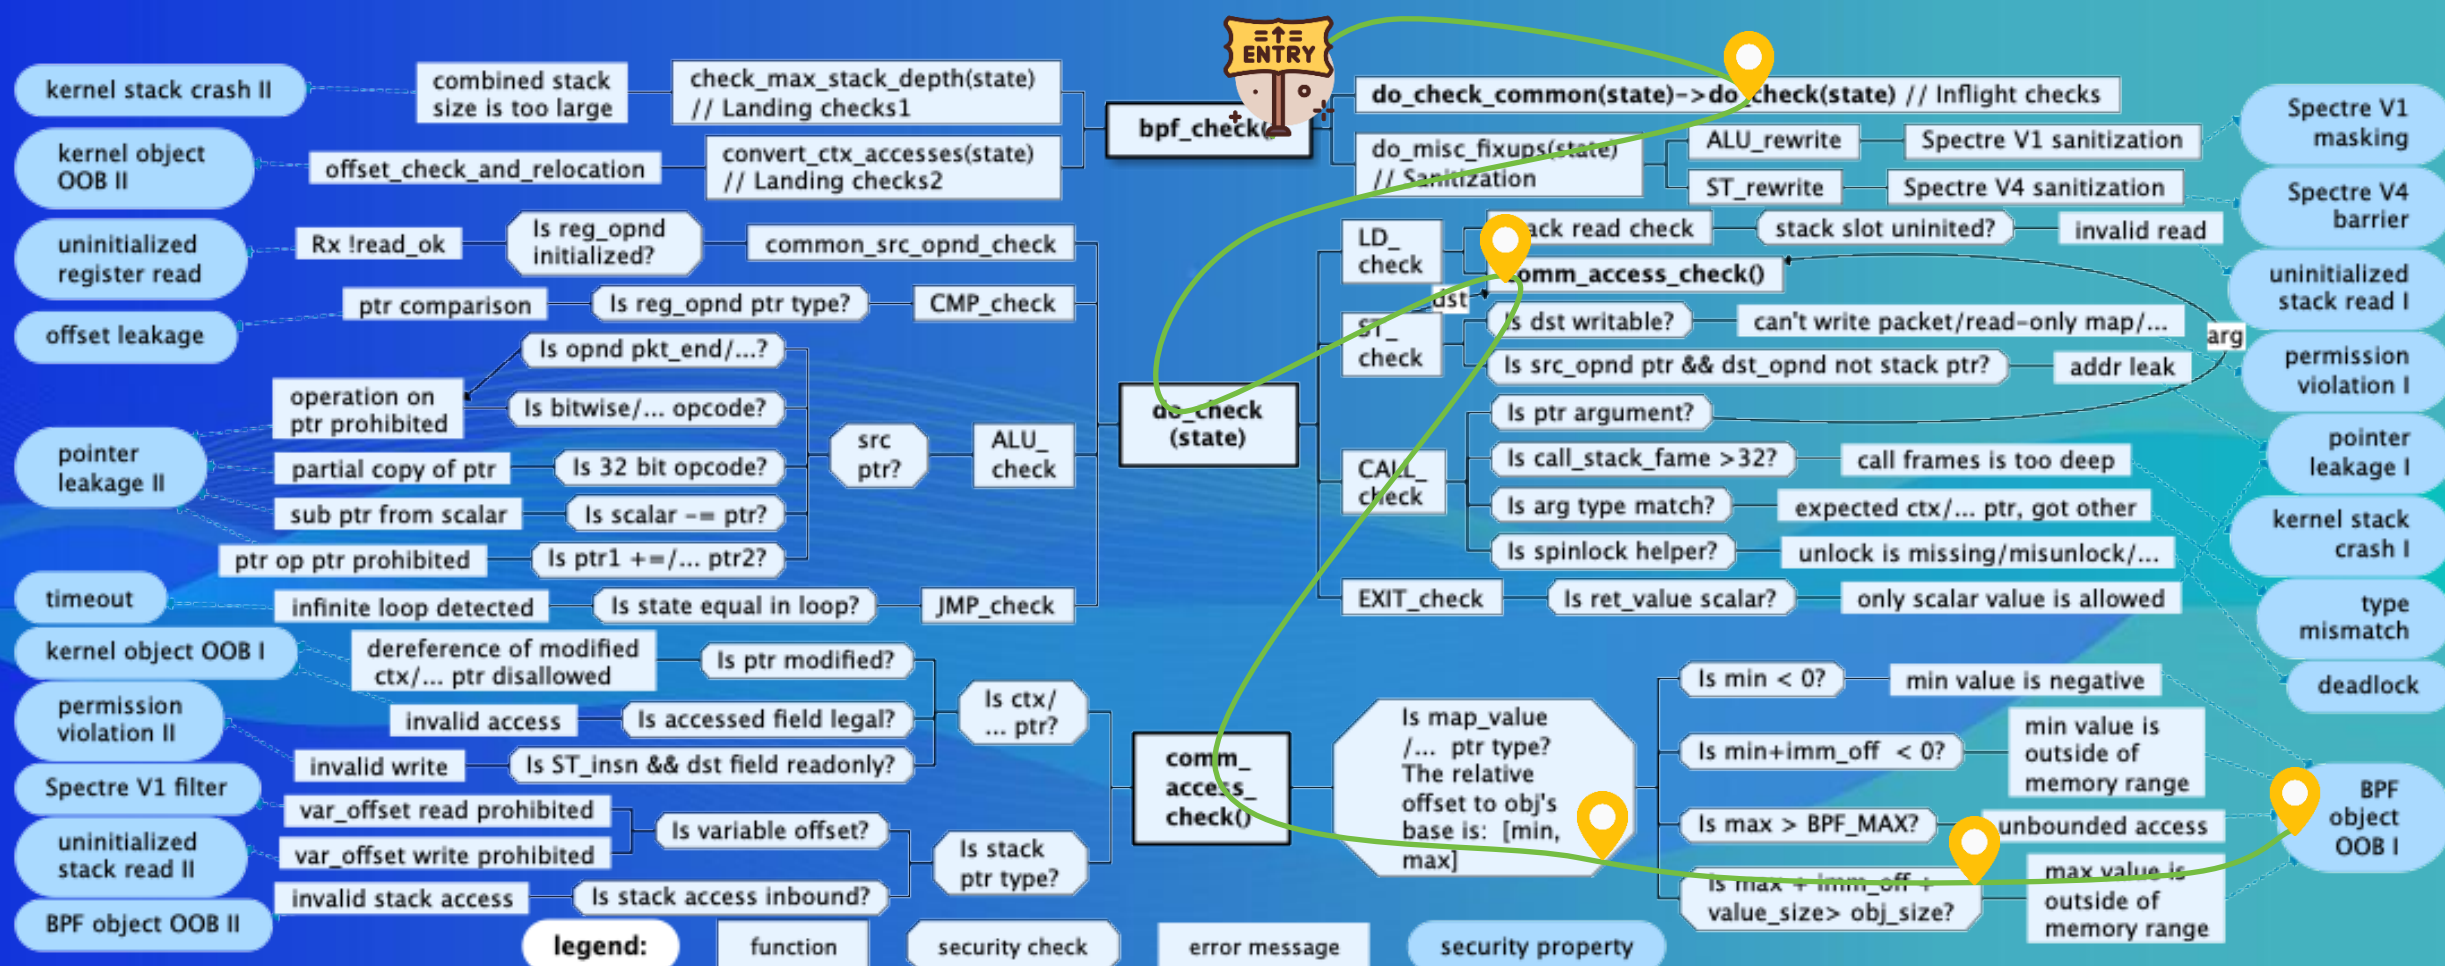 ENTRY
kernel stack crash II
combined stack
size is too large
check_max_stack_depth(state)
// Landing checks1
kernel object
OOB II
offset_check_and_relocation
convert_ctx_accesses(state)
// Landing checks2
bpf_check(
do_check_common(state)->do_check(state) // Inflight checks
do_misc_fixups(state)
// Sanitization
ALU_rewrite
Spectre V1 sanitization
ST_rewrite
Spectre V4 sanitization
Spectre V1
masking
Spectre V4
barrier
uninitialized
register read
Rx !read_ok
Is reg_opnd
initialized?
common_src_opnd_check
offset leakage
ptr comparison
Is reg_opnd ptr type?
CMP_check
Is opnd pkt_end/...?
operation on
ptr prohibited
Is bitwise/... opcode?
pointer
leakage II
partial copy of ptr
Is 32 bit opcode?
src
ptr?
ALU_
check
sub ptr from scalar
Is scalar -= ptr?
ptr op ptr prohibited
Is ptr1 +=/... ptr2?
timeout
infinite loop detected
Is state equal in loop?
JMP_check
do_check
(state)
LD_
check
ack read check
stack slot uninited?
invalid read
omm_access_check()
dst
ST_
check
Is dst writable?
can't write packet/read-only map/...
arg
Is src_opnd ptr && dst_opnd not stack ptr?
addr leak
CALL_
check
Is ptr argument?
Is call_stack_fame >32?
call frames is too deep
Is arg type match?
expected ctx/... ptr, got other
Is spinlock helper?
unlock is missing/misunlock/...
EXIT_check
Is ret_value scalar?
only scalar value is allowed
uninitialized
stack read I
permission
violation I
pointer
leakage I
kernel stack
crash I
type
mismatch
deadlock
kernel object OOB I
dereference of modified
ctx/... ptr disallowed
Is ptr modified?
permission
violation II
invalid access
Is accessed field legal?
Is ctx/
... ptr?
invalid write
Is ST_insn && dst field readonly?
Spectre V1 filter
var_offset read prohibited
Is variable offset?
uninitialized
stack read II
var_offset write prohibited
Is stack
ptr type?
invalid stack access
Is stack access inbound?
BPF object OOB II
comm_
access_
check()
Is map_value
/... ptr type?
The relative
offset to obj's
base is: [min,
max]
Is min < 0?
min value is negative
Is min+imm_off < 0?
min value is
outside of
memory range
Is max > BPF_MAX?
unbounded access
Is max + imm_off +
value_size> obj_size?
max value is
outside of
memory range
BPF
object
OOB I
legend:
function
security check
error message
security property